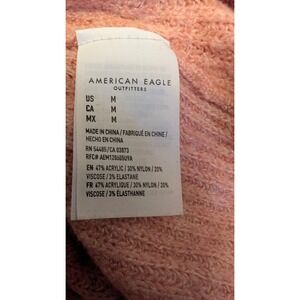 AMERICAN EAGLE
OUTFITTERS
US M
CA M
MX M
MADE IN CHINA / FABRIQUÉ EN CHINE /
HECHO EN CHINA
RN 54485/CA 03873
EN 47% ACRYLIC / 30% NYLON / 20%
VISCOSE / 3% ELASTANE
FR 47% ACRYLIQUE / 30% NYLON / 20%
VISCOSE / 3% ELASTHANNE